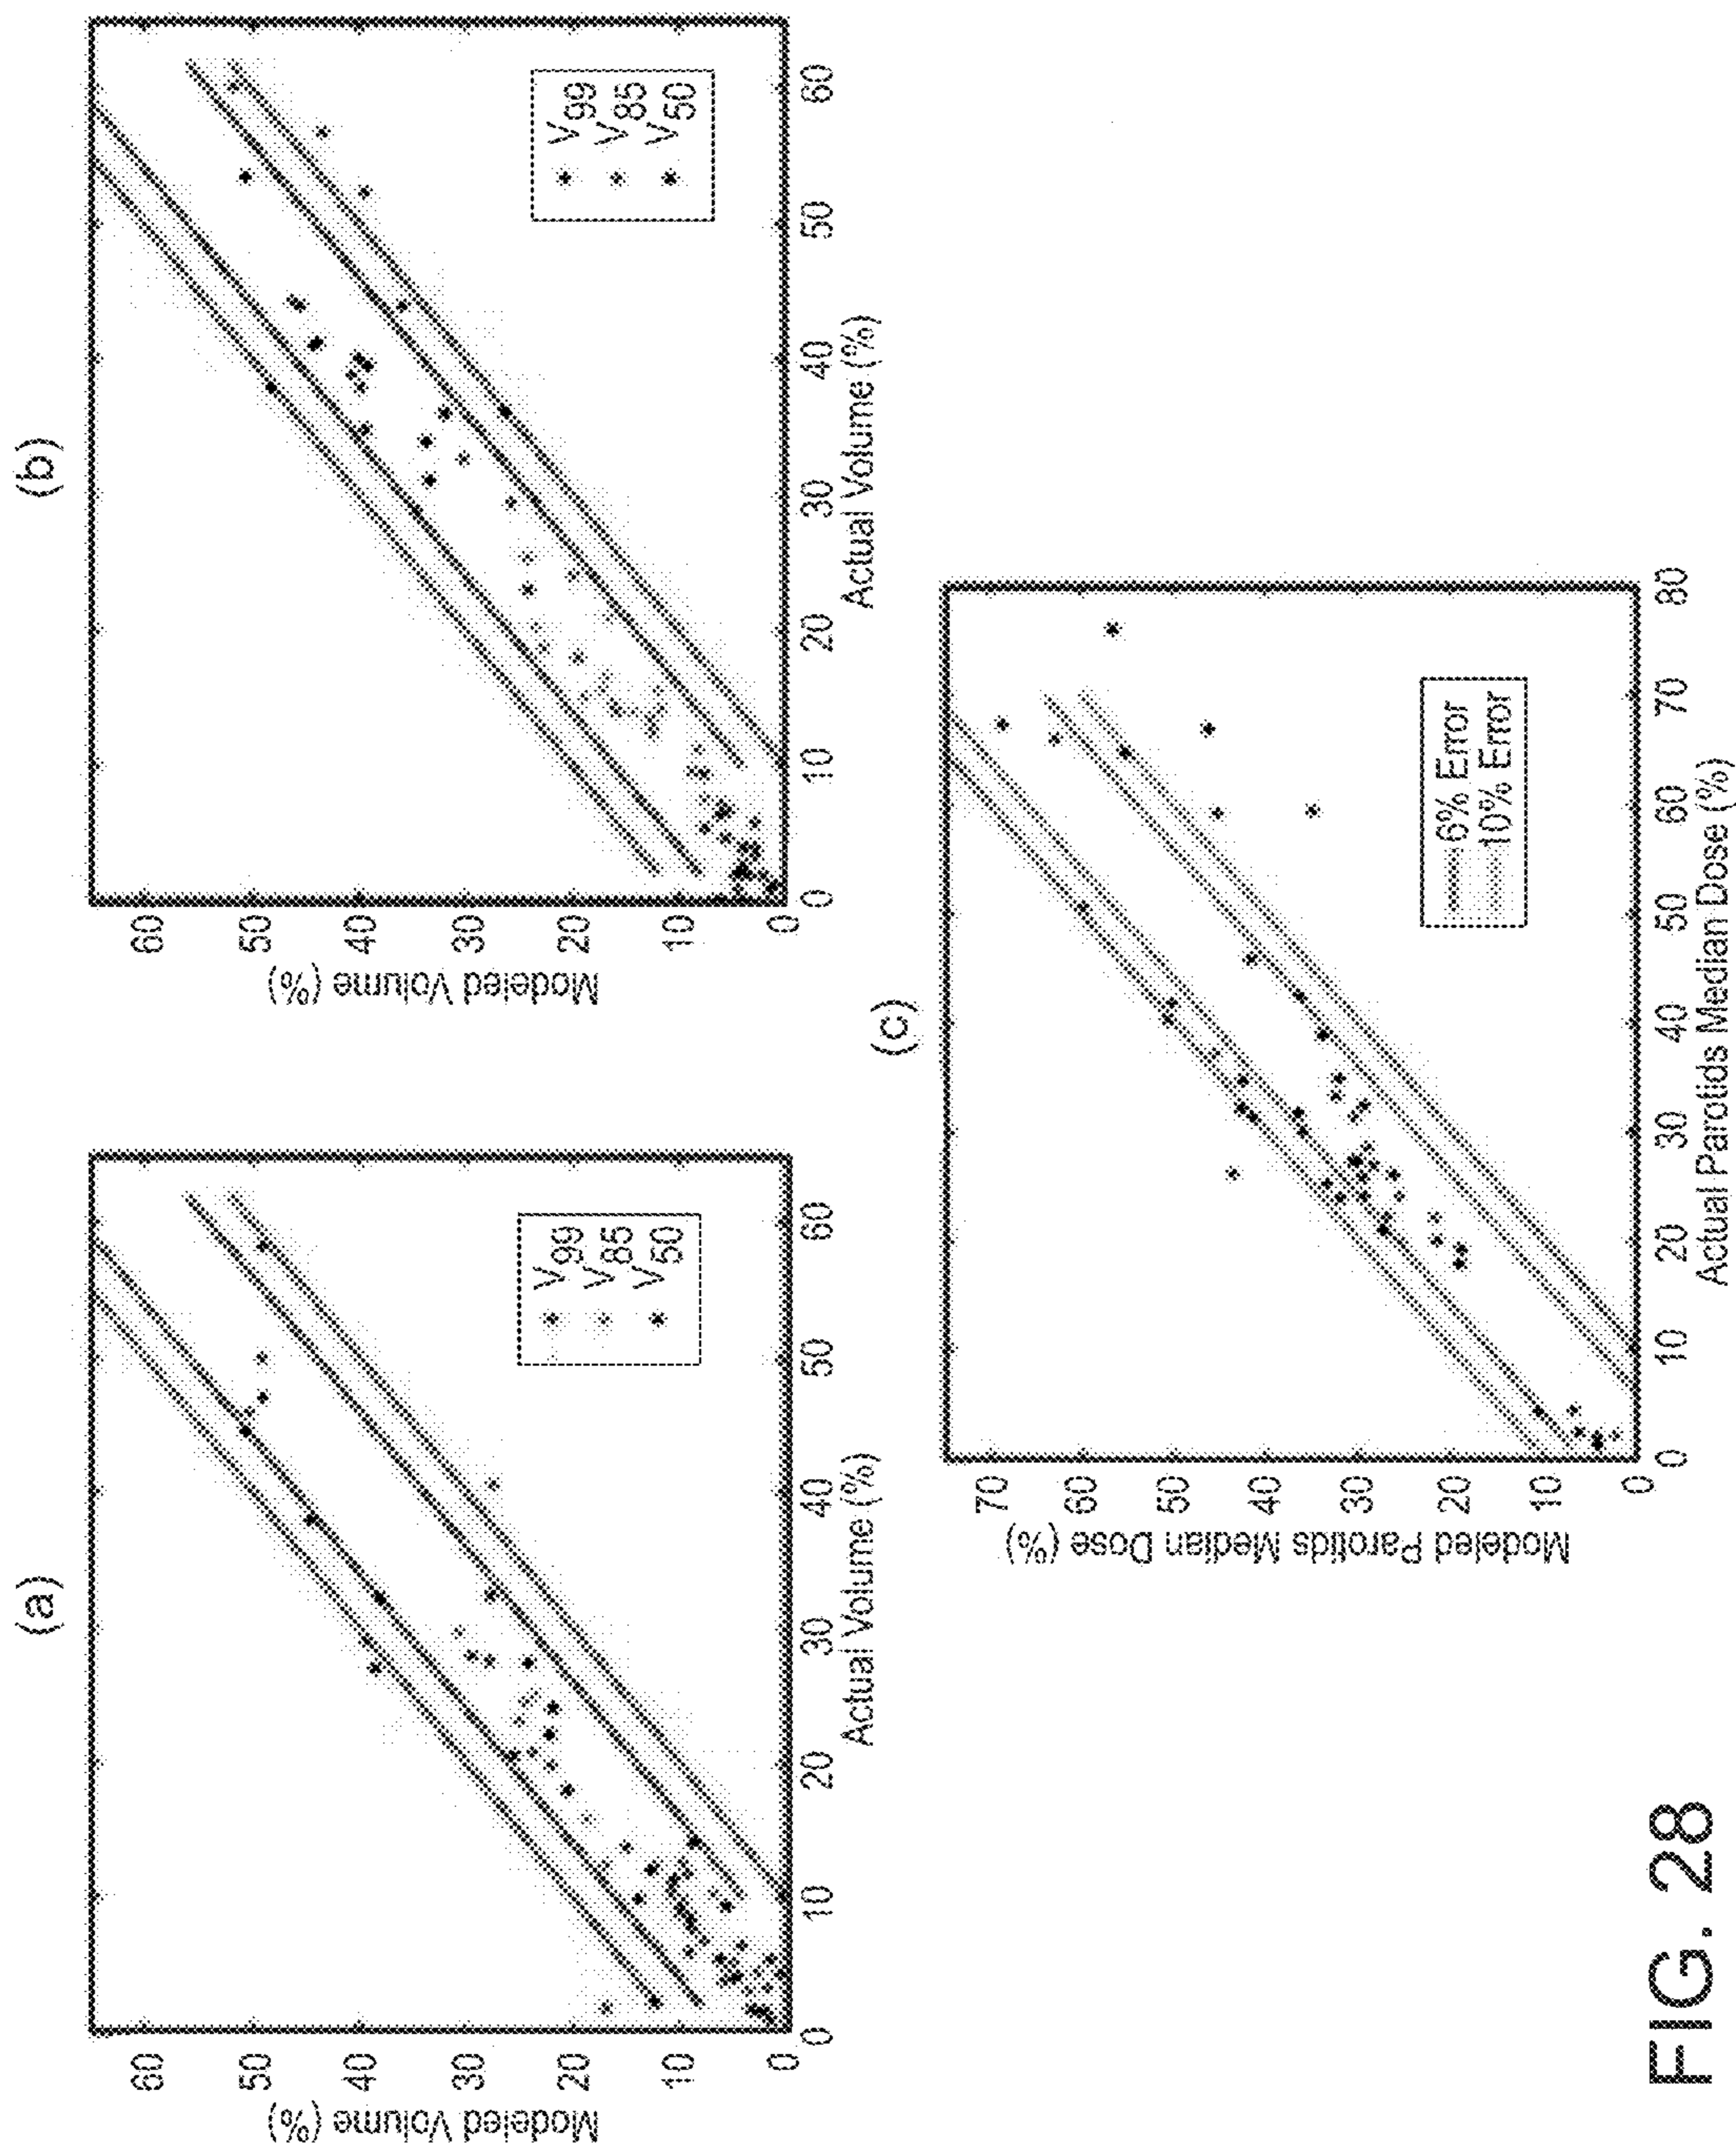 (a)
Modeled Volume (%)
60
50
40
30
20
10
0
V99
V85
V50
0 10 20 30 40 50 60
Actual Volume (%)
(b)
Modeled Volume (%)
60
50
40
30
20
10
0
V99
V85
V50
0 10 20 30 40 50 60
Actual Volume (%)
(c)
Modeled Parotids Median Dose (%)
70
60
50
40
30
20
10
0
6% Error
10% Error
0 10 20 30 40 50 60 70 80
Actual Parotids Median Dose (%)
FIG. 28